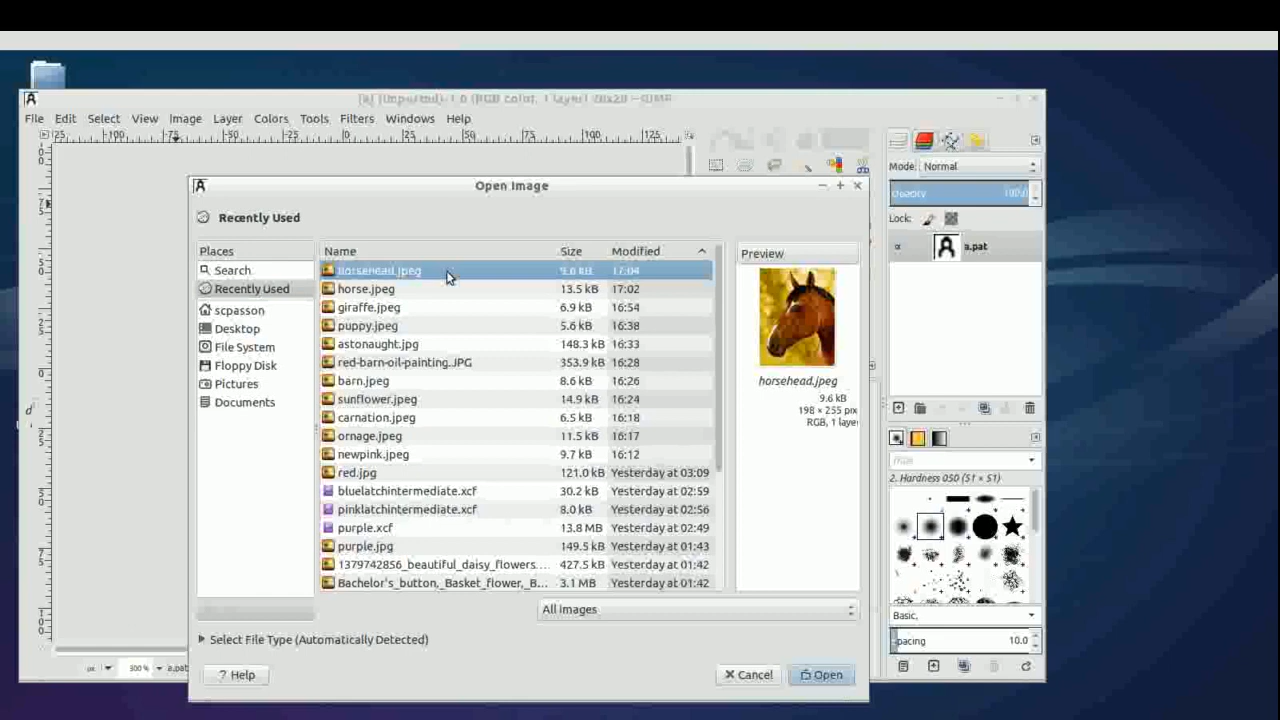 File Edit Select View Image Layer Colors Tools Filters Windows Help
Mode: Normal
Lock:
a.pat
Open Image
Recently Used
Places
Search
Recently Used
scpasson
Desktop
File System
Floppy Disk
Pictures
Documents
Name Size Modified
horsehead.jpeg 9.6 kB 17:04
horse.jpeg 13.5 kB 17:02
giraffe.jpeg 6.9 kB 16:54
puppy.jpeg 5.6 kB 16:38
astonaught.jpg 148.3 kB 16:33
red-barn-oil-painting.JPG 353.9 kB 16:28
barn.jpeg 8.6 kB 16:26
sunflower.jpeg 14.9 kB 16:24
carnation.jpeg 6.5 kB 16:18
ornage.jpeg 11.5 kB 16:17
newpink.jpeg 9.7 kB 16:12
red.jpg 121.0 kB Yesterday at 03:09
bluelatchintermediate.xcf 30.2 kB Yesterday at 02:59
pinklatchintermediate.xcf 8.0 kB Yesterday at 02:56
purple.xcf 13.8 MB Yesterday at 02:49
purple.jpg 149.5 kB Yesterday at 01:43
1379742856_beautiful_daisy_flowers.... 427.5 kB Yesterday at 01:42
Bachelor's_button,_Basket_flower,_B... 3.1 MB Yesterday at 01:42
Preview
horsehead.jpeg
9.6 kB
198 × 255 pix
RGB, 1 laye
All Images
Select File Type (Automatically Detected)
Help
Cancel
Open
2. Hardness 050 (51 × 51)
Basic,
10.0
px 300 % a.pat